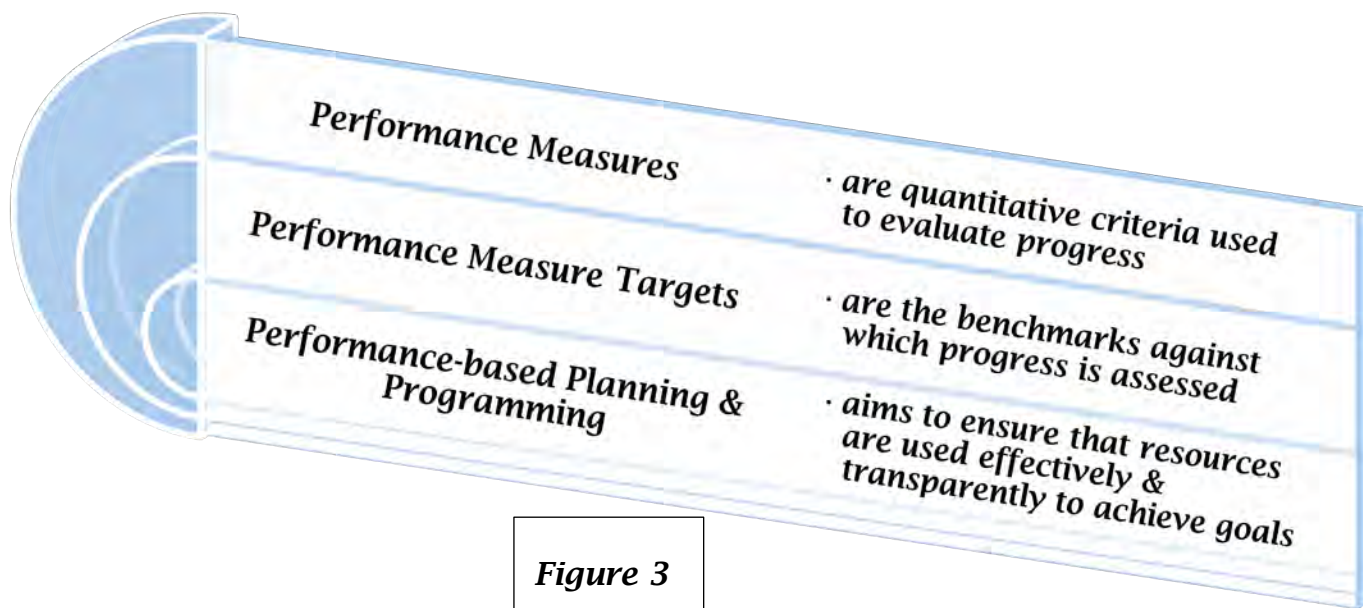 Performance Measures
· are quantitative criteria used
to evaluate progress
Performance Measure Targets
· are the benchmarks against
which progress is assessed
Performance-based Planning &
Programming
· aims to ensure that resources
are used effectively &
transparently to achieve goals
Figure 3